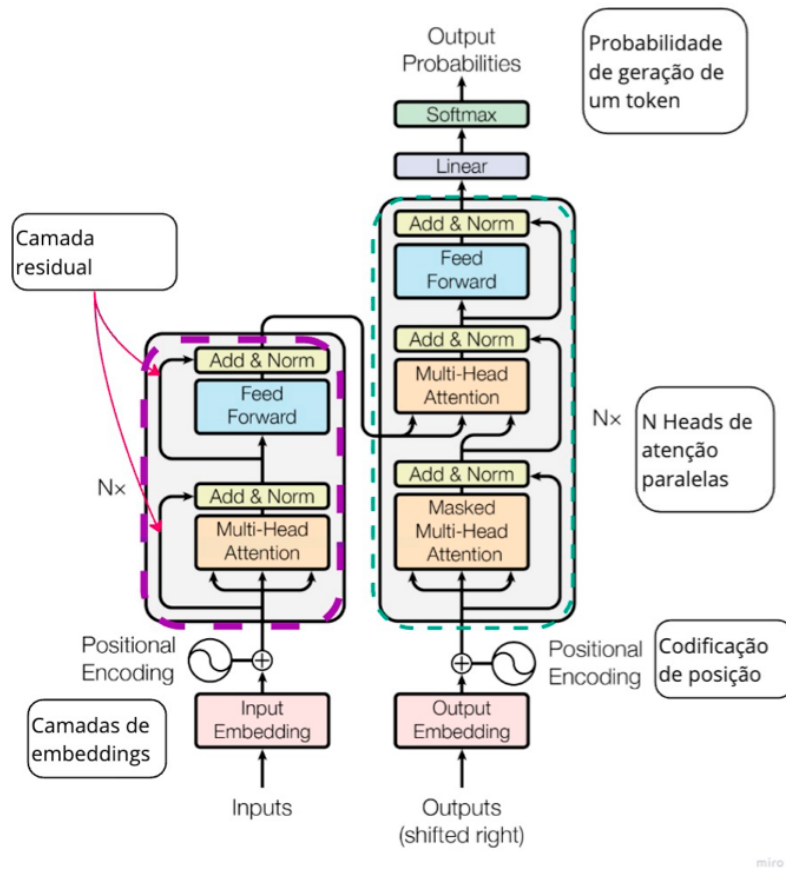 Output
Probabilities
Probabilidade
de geração de
um token
Softmax
Linear
Camada
residual
Add & Norm
Feed
Forward
Add & Norm
Multi-Head
Attention
Nx
N Heads de
atenção
paralelas
Add & Norm
Masked
Multi-Head
Attention
Add & Norm
Feed
Forward
Nx
Add & Norm
Multi-Head
Attention
Positional
Encoding
Positional
Encoding
Codificação
de posição
Camadas de
embeddings
Input
Embedding
Output
Embedding
Inputs
Outputs
(shifted right)
miro